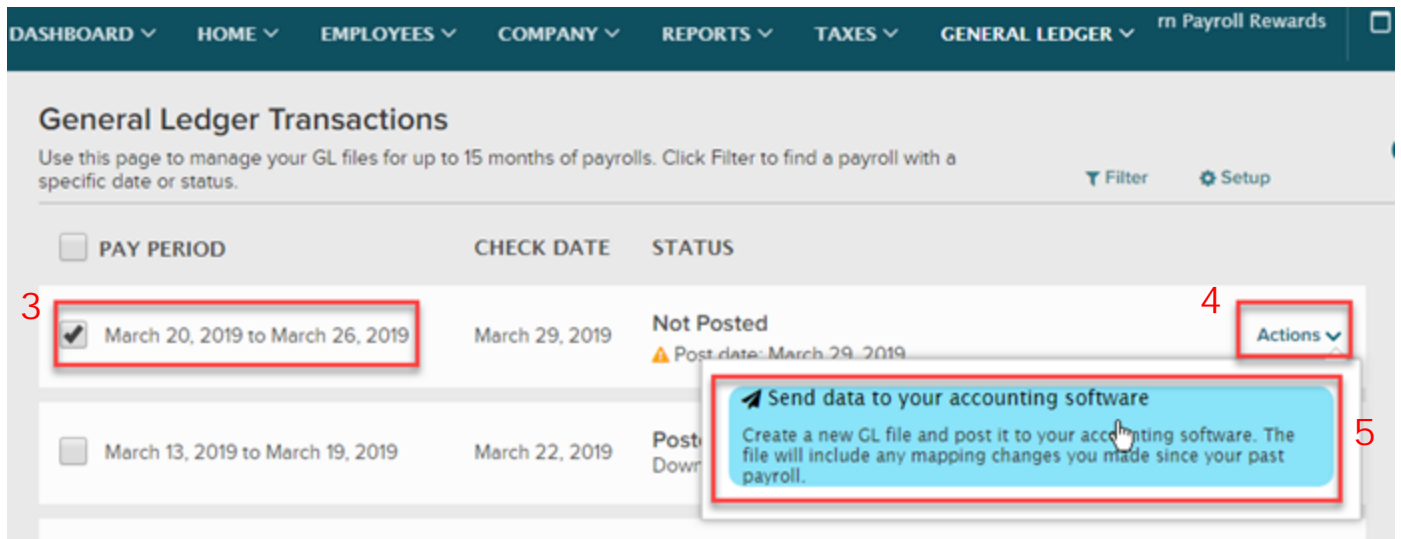 DASHBOARD HOME EMPLOYEES COMPANY REPORTS TAXES GENERAL LEDGER rn Payroll Rewards
General Ledger Transactions
Use this page to manage your GL files for up to 15 months of payrolls. Click Filter to find a payroll with a
specific date or status.
Filter Setup
PAY PERIOD CHECK DATE STATUS
3 4
March 20, 2019 to March 26, 2019 March 29, 2019 Not Posted Actions
Post date: March 29, 2019
Send data to your accounting software
Create a new GL file and post it to your accounting software. The
file will include any mapping changes you made since your past
payroll.
5
March 13, 2019 to March 19, 2019 March 22, 2019 Poste
Down